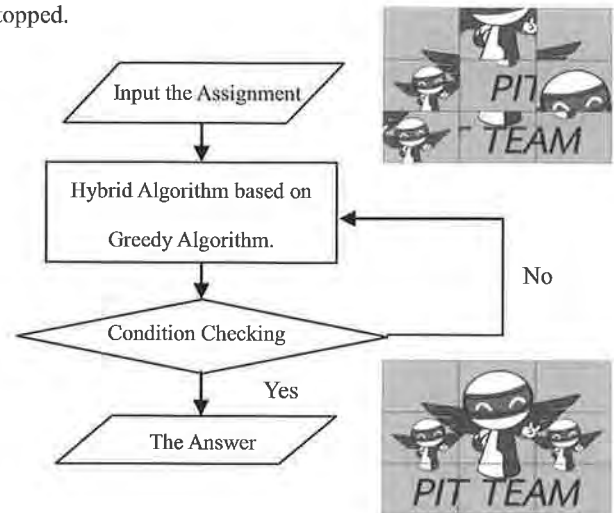 topped.
Input the Assignment
PIT
T TEAM
Hybrid Algorithm based on
Greedy Algorithm.
No
Condition Checking
Yes
The Answer
PIT TEAM